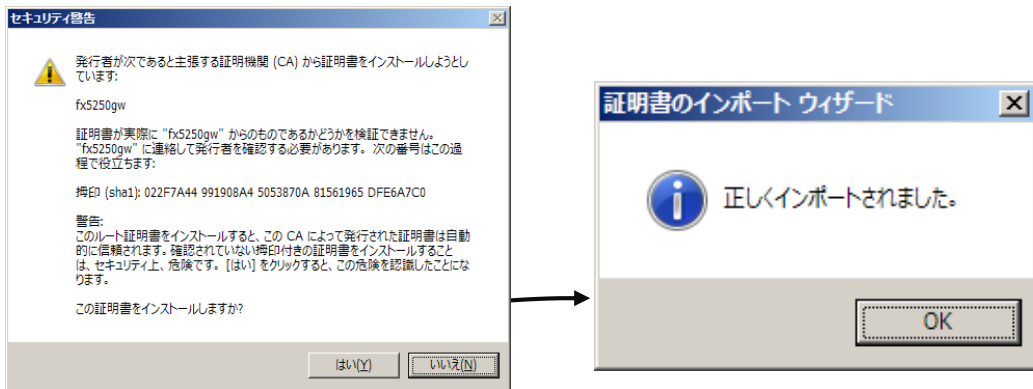 セキュリティ警告
発行者が次であると主張する証明機関 (CA) から証明書をインストールしようとし
ています:
fx5250gw
証明書が実際に "fx5250gw" からのものであるかどうかを検証できません。
"fx5250gw" に連絡して発行者を確認する必要があります。次の番号はこの過
程で役立ちます:
拇印 (sha1): 022F7A44 991908A4 5053870A 81561965 DFE6A7C0
警告:
このルート証明書をインストールすると、この CA によって発行された証明書は自動
的に信頼されます。確認されていない拇印付きの証明書をインストールすること
は、セキュリティ上、危険です。[はい] をクリックすると、この危険を認識したことにな
ります。
この証明書をインストールしますか?
はい(Y)
いいえ(N)
証明書のインポート ウィザード
正しくインポートされました。
OK